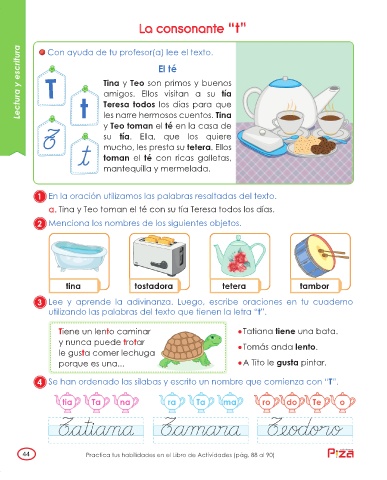 La consonante “t”
Lectura y escritura
Con ayuda de tu profesor(a) lee el texto.
El té
Tina y Teo son primos y buenos
amigos. Ellos visitan a su tía
Teresa todos los días para que
les narre hermosos cuentos. Tina
y Teo toman el té en la casa de
su tía. Ella, que los quiere
mucho, les presta su tetera. Ellos
toman el té con ricas galletas,
mantequilla y mermelada.
T
t
T
t
1 En la oración utilizamos las palabras resaltadas del texto.
a. Tina y Teo toman el té con su tía Teresa todos los días.
2 Menciona los nombres de los siguientes objetos.
tina tostadora tetera tambor
3 Lee y aprende la adivinanza. Luego, escribe oraciones en tu cuaderno
utilizando las palabras del texto que tienen la letra “t”.
Tiene un lento caminar
y nunca puede trotar
le gusta comer lechuga
porque es una...
Tatiana tiene una bata.
Tomás anda lento.
A Tito le gusta pintar.
4 Se han ordenado las sílabas y escrito un nombre que comienza con “T”.
tia Ta na ra Ta ma ro do Te o
Tatiana Tamara Teodoro
44
Practica tus habilidades en el Libro de Actividades (pág. 88 al 90)
Piza